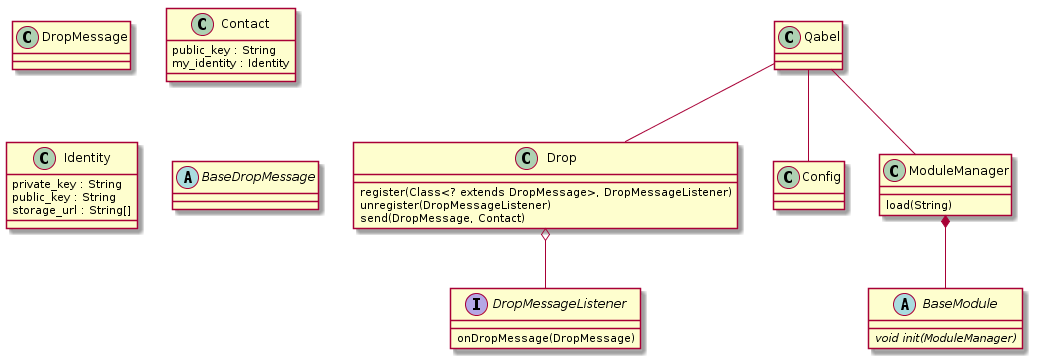 C DropMessage
C Contact
public_key : String
my_identity : Identity
C Qabel
C Identity
private_key : String
public_key : String
storage_url : String[]
A BaseDropMessage
C Drop
register(Class<? extends DropMessage>, DropMessageListener)
unregister(DropMessageListener)
send(DropMessage, Contact)
C Config
C ModuleManager
load(String)
I DropMessageListener
onDropMessage(DropMessage)
A BaseModule
void init(ModuleManager)